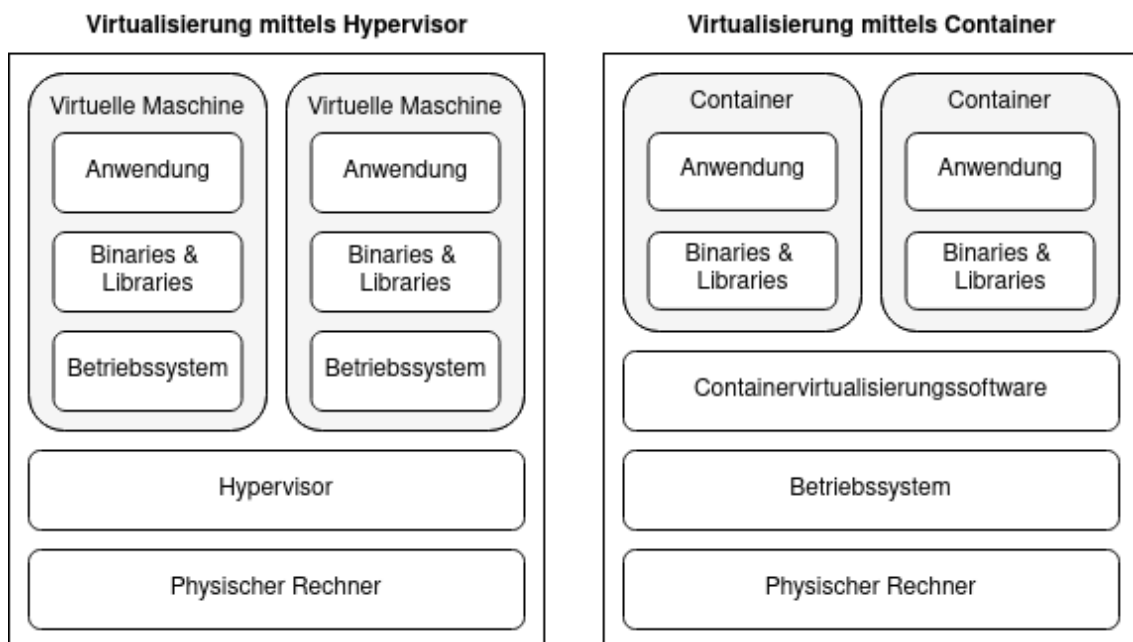 Virtualisierung mittels Hypervisor
Virtuelle Maschine
Anwendung
Binaries &
Libraries
Betriebssystem
Virtuelle Maschine
Anwendung
Binaries &
Libraries
Betriebssystem
Hypervisor
Physischer Rechner
Virtualisierung mittels Container
Container
Anwendung
Binaries &
Libraries
Container
Anwendung
Binaries &
Libraries
Containervirtualisierungssoftware
Betriebssystem
Physischer Rechner